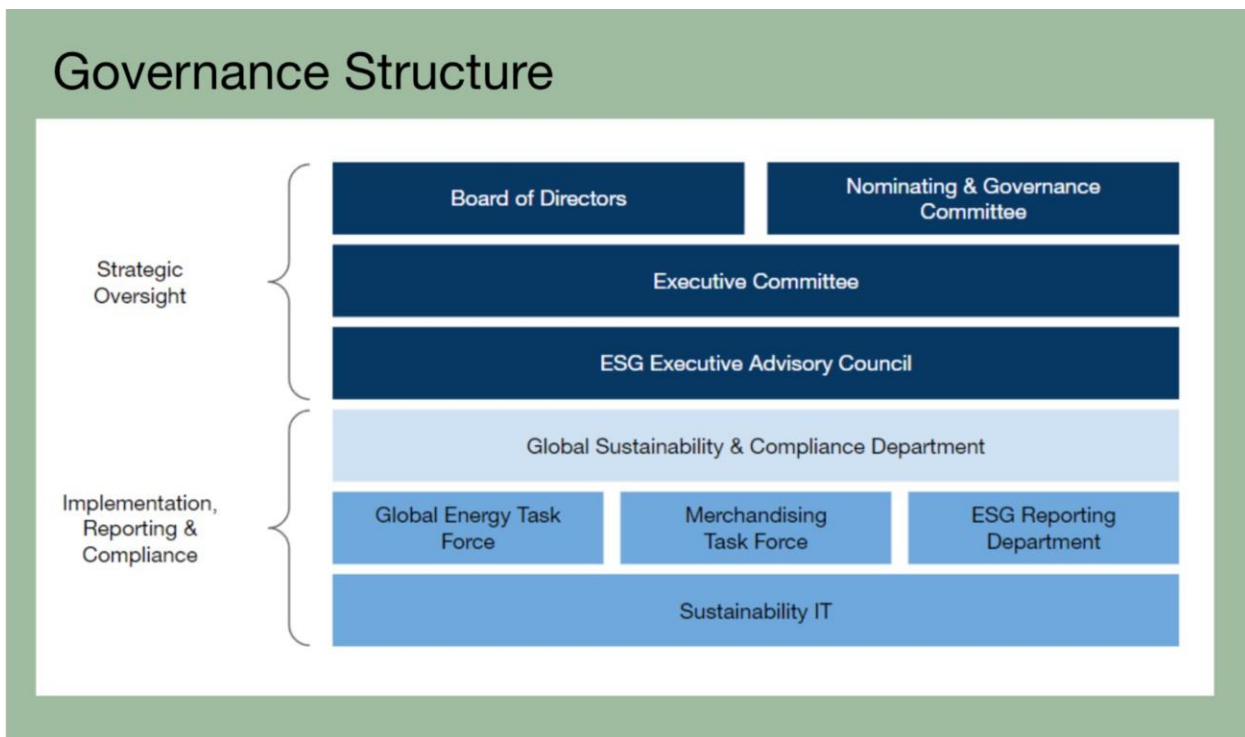 Governance Structure
Strategic
Oversight
Board of Directors
Nominating & Governance
Committee
Executive Committee
ESG Executive Advisory Council
Implementation,
Reporting &
Compliance
Global Sustainability & Compliance Department
Global Energy Task
Force
Merchandising
Task Force
ESG Reporting
Department
Sustainability IT